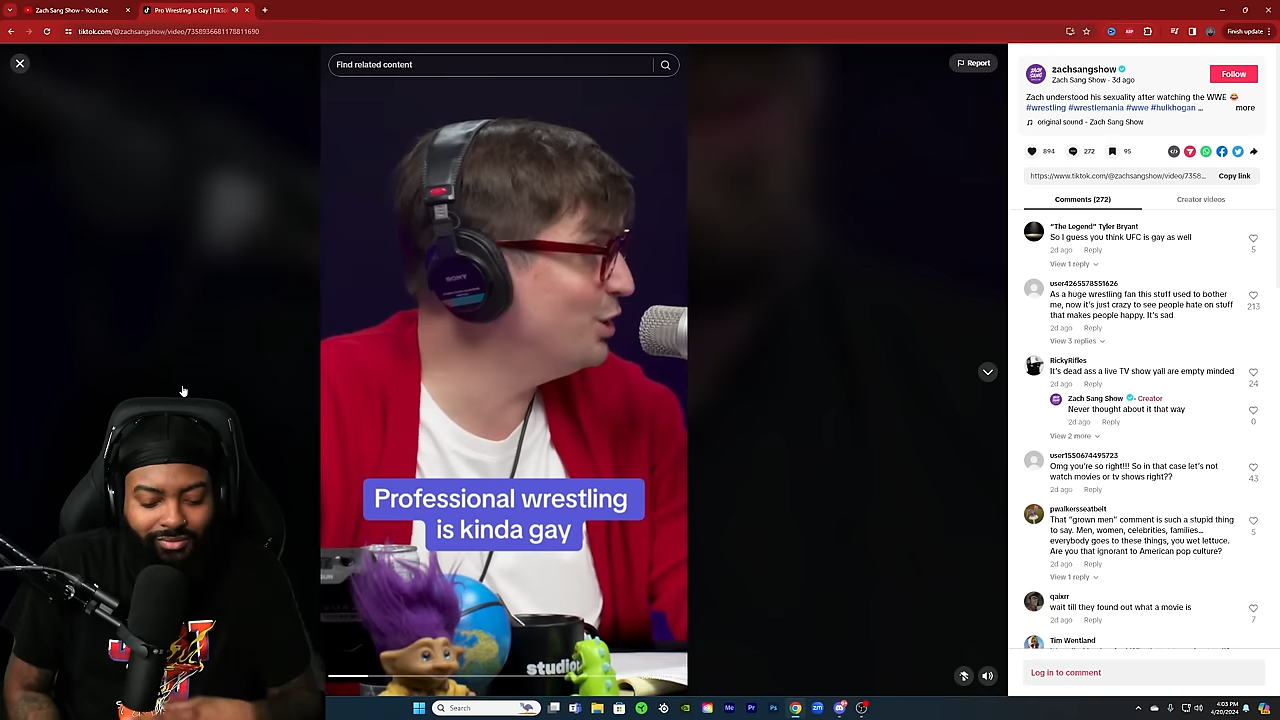 Zach Sang Show - YouTube
Pro Wrestling Is Gay | TikTo
Finish update
tiktok.com/@zachsangshow/video/7358936681178811690
Find related content
Report
zachsangshow
Zach Sang Show · 3d ago
Follow
Zach understood his sexuality after watching the WWE 😂
#wrestling #wrestlemania #wwe #hulkhogan ...
more
original sound - Zach Sang Show
894
272
95
https://www.tiktok.com/@zachsangshow/video/7358...
Copy link
Comments (272)
Creator videos
"The Legend" Tyler Bryant
So I guess you think UFC is gay as well
2d ago Reply
5
View 1 reply
user4265578551626
As a huge wrestling fan this stuff used to bother
me, now it's just crazy to see people hate on stuff
that makes people happy. It's sad
213
2d ago Reply
View 3 replies
RickyRifles
It's dead ass a live TV show yall are empty minded
2d ago Reply
24
Zach Sang Show · Creator
Never thought about it that way
2d ago Reply
0
View 2 more
user1550674495723
Omg you're so right!!! So in that case let's not
watch movies or tv shows right??
43
2d ago Reply
pwalkersseatbelt
That "grown men" comment is such a stupid thing
to say. Men, women, celebrities, families...
everybody goes to these things, you wet lettuce.
Are you that ignorant to American pop culture?
5
2d ago Reply
View 1 reply
qaixrr
wait till they found out what a movie is
2d ago Reply
7
Tim Wentland
Log in to comment
SONY
Professional wrestling
is kinda gay
studio
Search
4:03 PM
4/20/2024